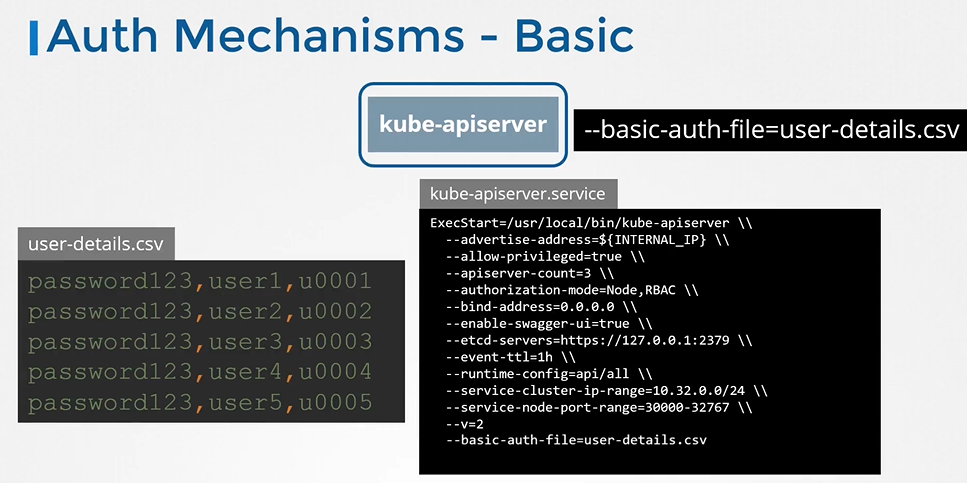 Auth Mechanisms - Basic
kube-apiserver
--basic-auth-file=user-details.csv
user-details.csv
password123,user1,u0001
password123,user2,u0002
password123,user3,u0003
password123,user4,u0004
password123,user5,u0005
kube-apiserver.service
ExecStart=/usr/local/bin/kube-apiserver \\
--advertise-address=${INTERNAL_IP} \\
--allow-privileged=true \\
--apiserver-count=3 \\
--authorization-mode=Node,RBAC \\
--bind-address=0.0.0.0 \\
--enable-swagger-ui=true \\
--etcd-servers=https://127.0.0.1:2379 \\
--event-ttl=1h \\
--runtime-config=api/all \\
--service-cluster-ip-range=10.32.0.0/24 \\
--service-node-port-range=30000-32767 \\
--v=2
--basic-auth-file=user-details.csv